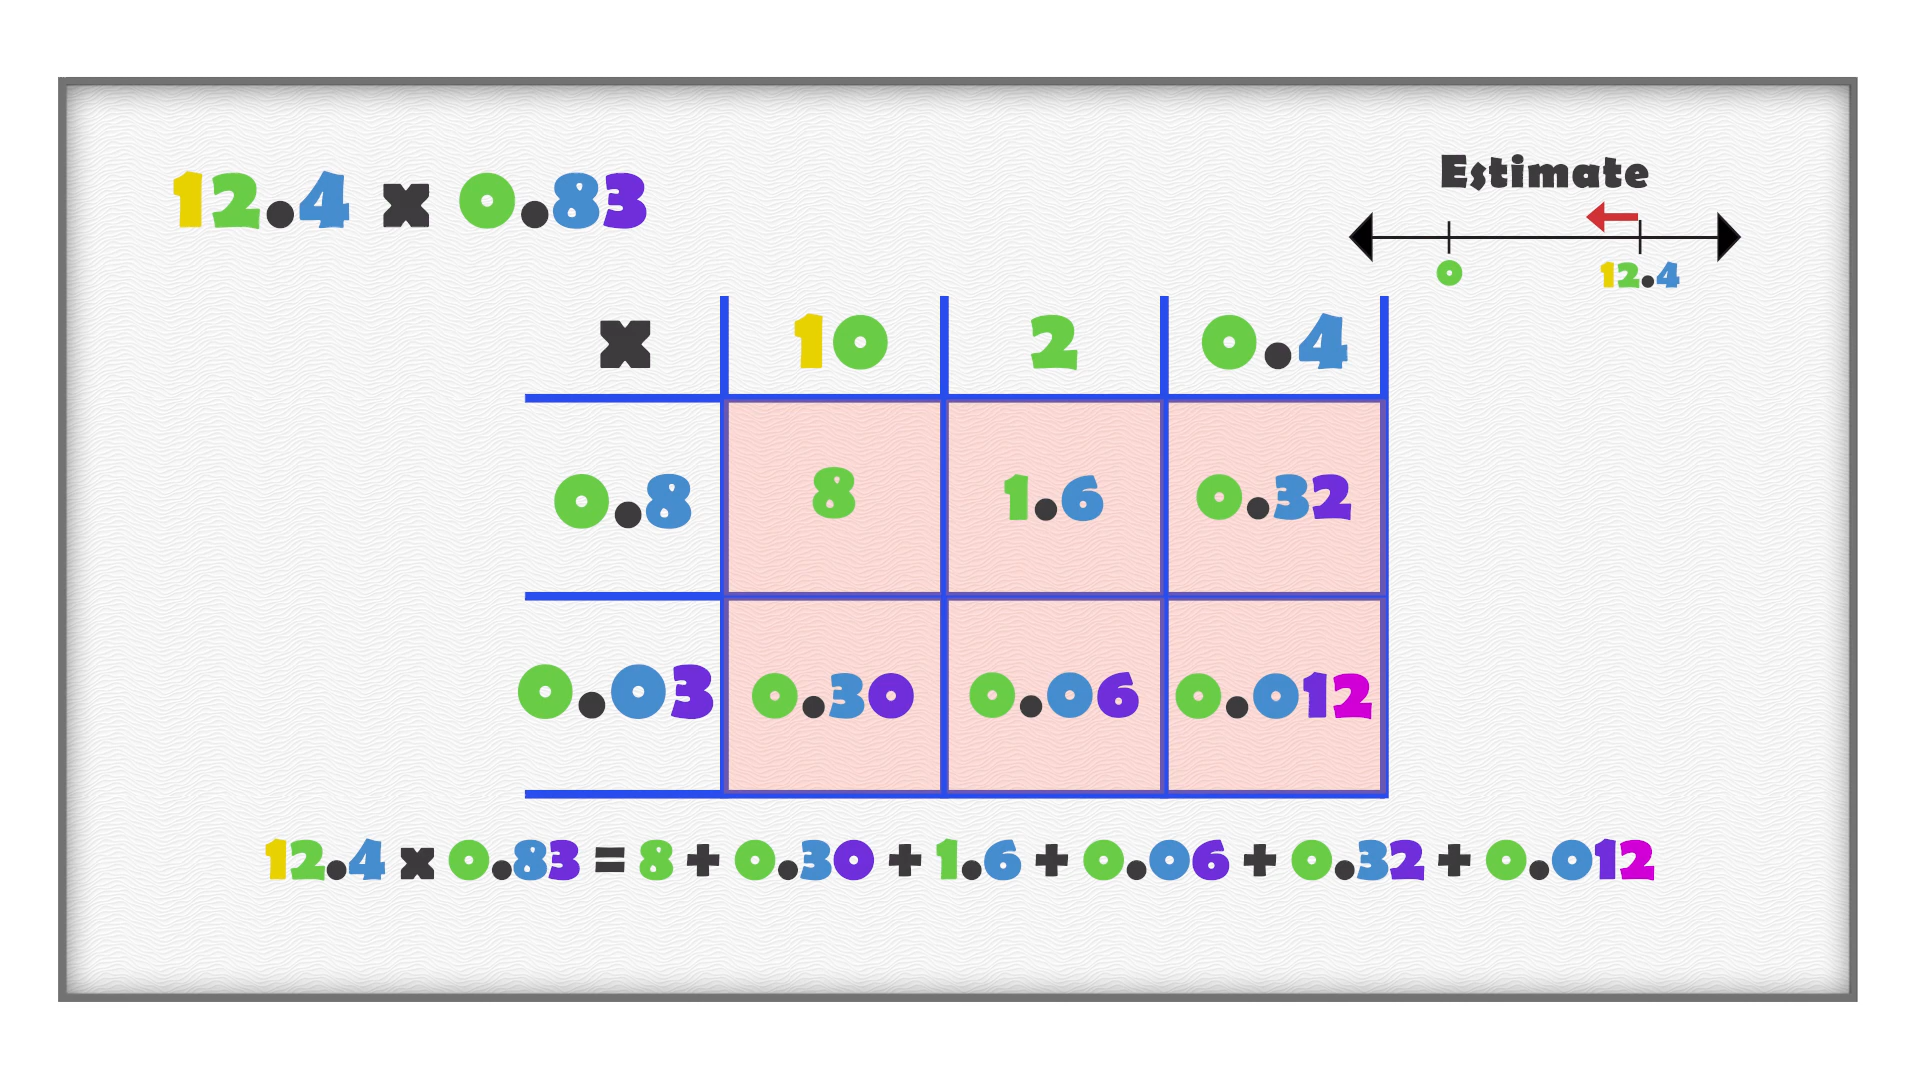 12.4 x 0.83
Estimate
0 12.4
x 10 2 0.4
0.8 8 1.6 0.32
0.03 0.30 0.06 0.012
12.4 x 0.83 = 8 + 0.30 + 1.6 + 0.06 + 0.32 + 0.012